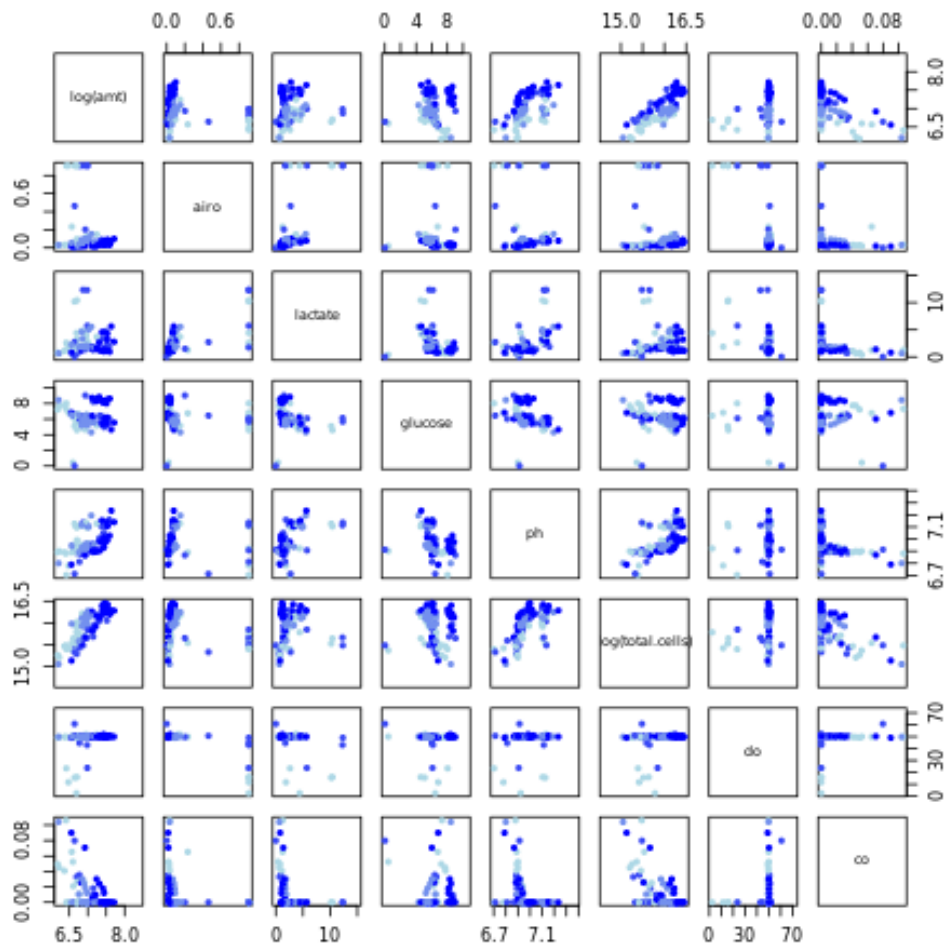 0.0 0.6 0 4 8 15.0 16.5 0.00 0.08
log(amt) 6.5 8.0
0.0 0.6 airo
lactate 0 10
4 8 0 glucose
ph 6.7 7.1
15.0 16.5 og(total.cells)
do 0 30 70
0.00 0.08 co
6.5 8.0 0 10 6.7 7.1 0 30 70